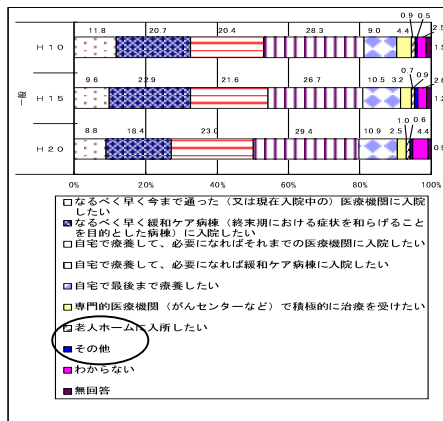 0.9 0.5 2.5
11.8 20.7 20.4 28.3 9.0 4.4
H10
1.5
0.7 0.9 2.6
9.6 22.9 21.6 26.7 10.5 3.2
一般
H15
1.0 0.6
8.8 18.4 23.0 29.4 10.9 2.5 4.4
H20
0.9
0% 20% 40% 60% 80% 100%
なるべく早く今まで通った（又は現在入院中の）医療機関に入院
したい
なるべく早く緩和ケア病棟（終末期における症状を和らげること
を目的とした病棟）に入院したい
自宅で療養して、必要になればそれまでの医療機関に入院したい
自宅で療養して、必要になれば緩和ケア病棟に入院したい
自宅で最後まで療養したい
専門的医療機関（がんセンターなど）で積極的に治療を受けたい
老人ホームに入所したい
その他
わからない
無回答